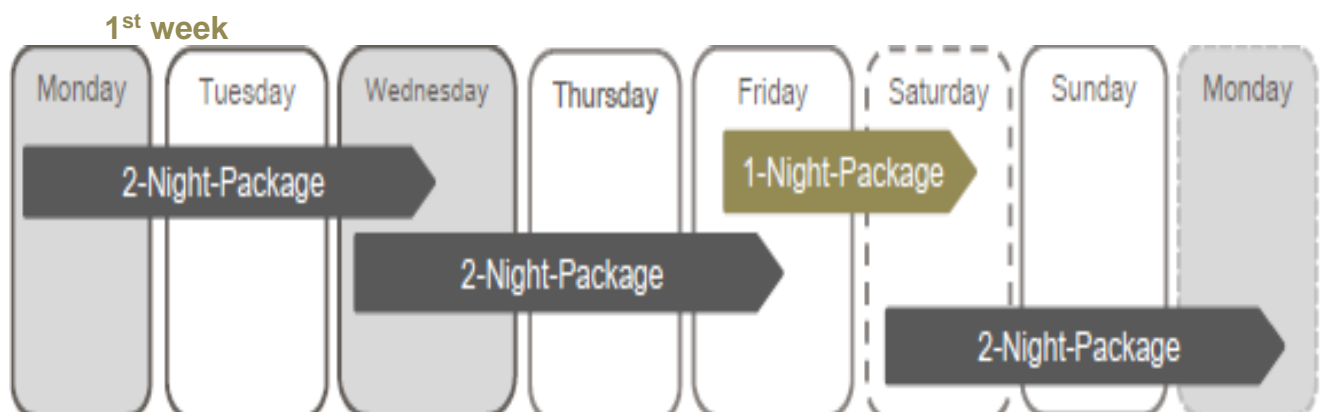 1st week
Monday Tuesday Wednesday Thursday Friday Saturday Sunday Monday
1-Night-Package
2-Night-Package
2-Night-Package
2-Night-Package